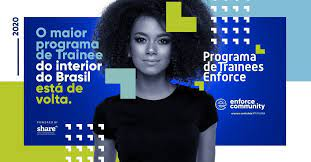 2020
O maior
programa
de Trainee
do interior
do Brasil
está de
volta.
POWERED BY
share
Programa
de Trainees
Enforce
enforce
community